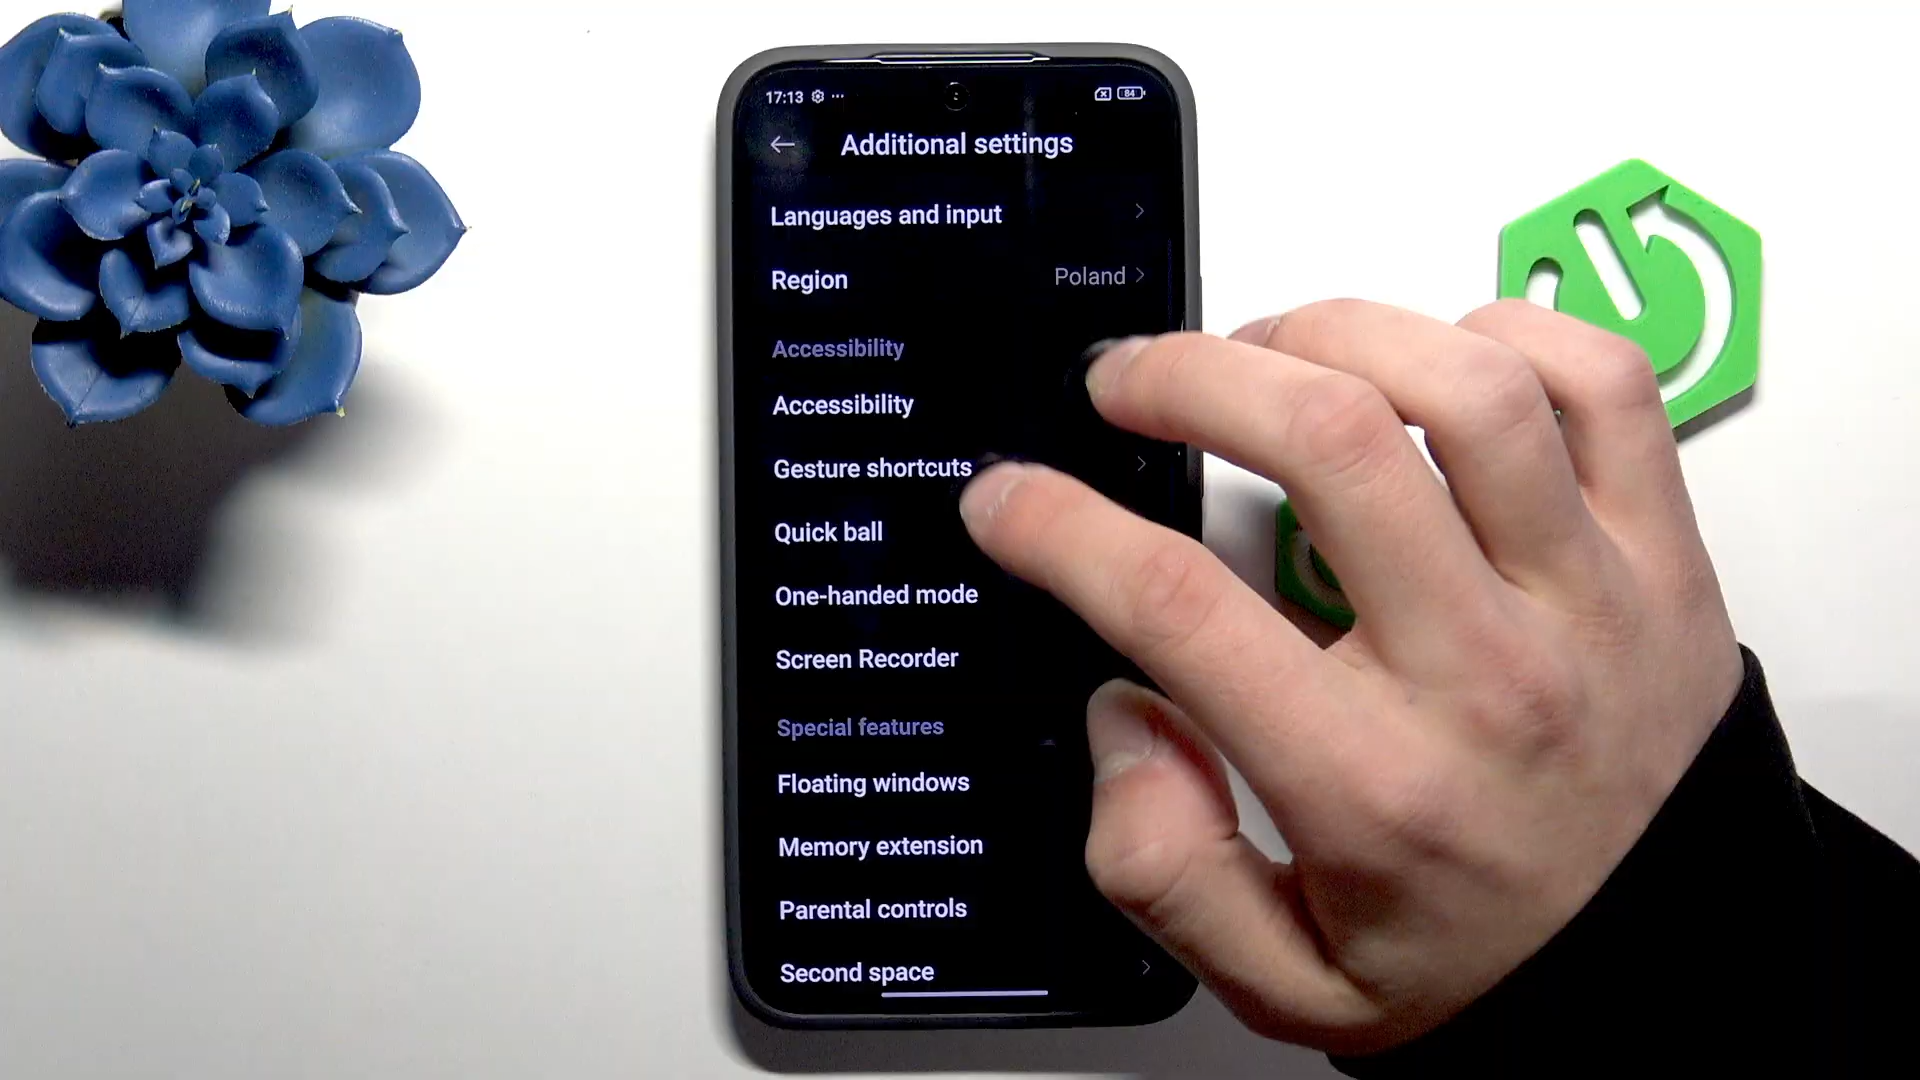 17:13 ... 84
Additional settings
Languages and input
Region Poland
Accessibility
Accessibility
Gesture shortcuts
Quick ball
One-handed mode
Screen Recorder
Special features
Floating windows
Memory extension
Parental controls
Second space